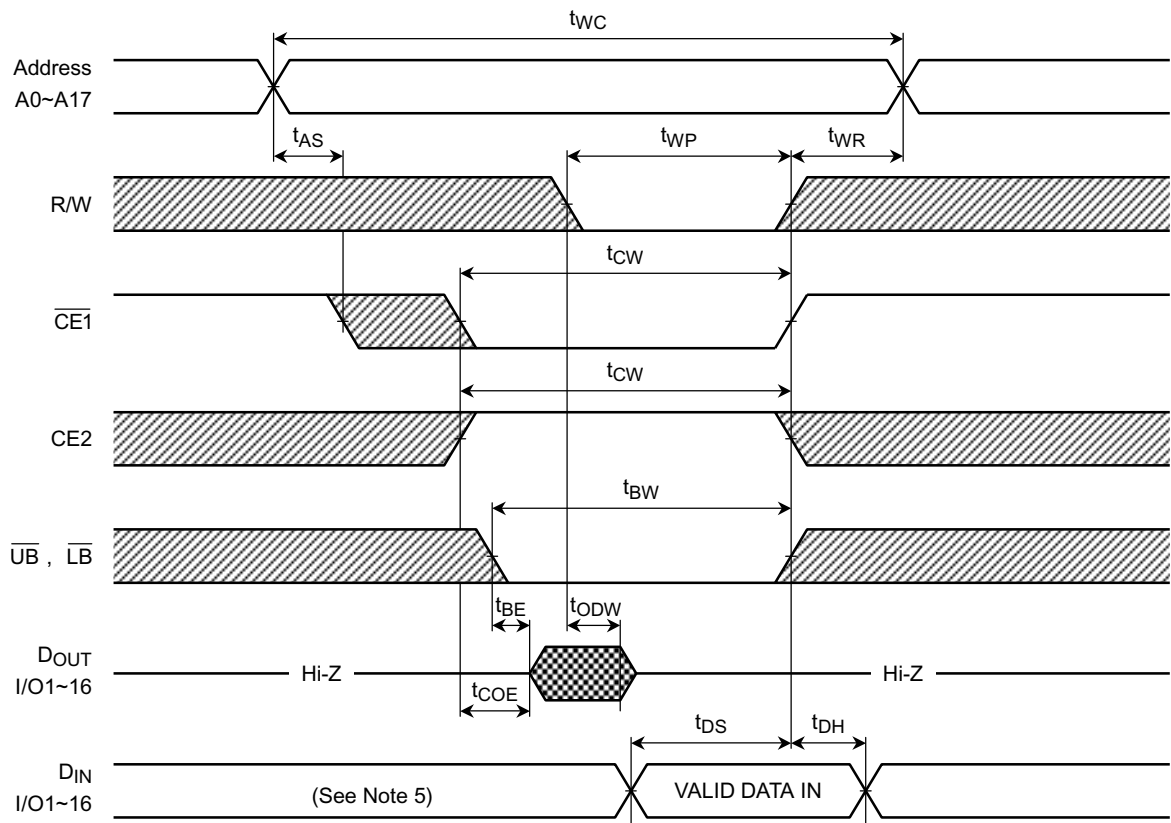 tWC
Address
A0~A17
tAS
tWP
tWR
R/W
tCW
CE1
tCW
CE2
tBW
UB , LB
tBE
tODW
DOUT
I/O1~16
Hi-Z
Hi-Z
tCOE
tDS
tDH
DIN
I/O1~16
(See Note 5)
VALID DATA IN